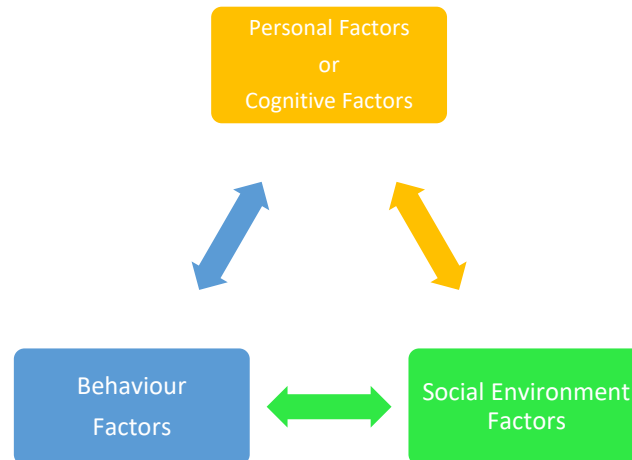 Personal Factors
or
Cognitive Factors
Behaviour
Factors
Social Environment
Factors